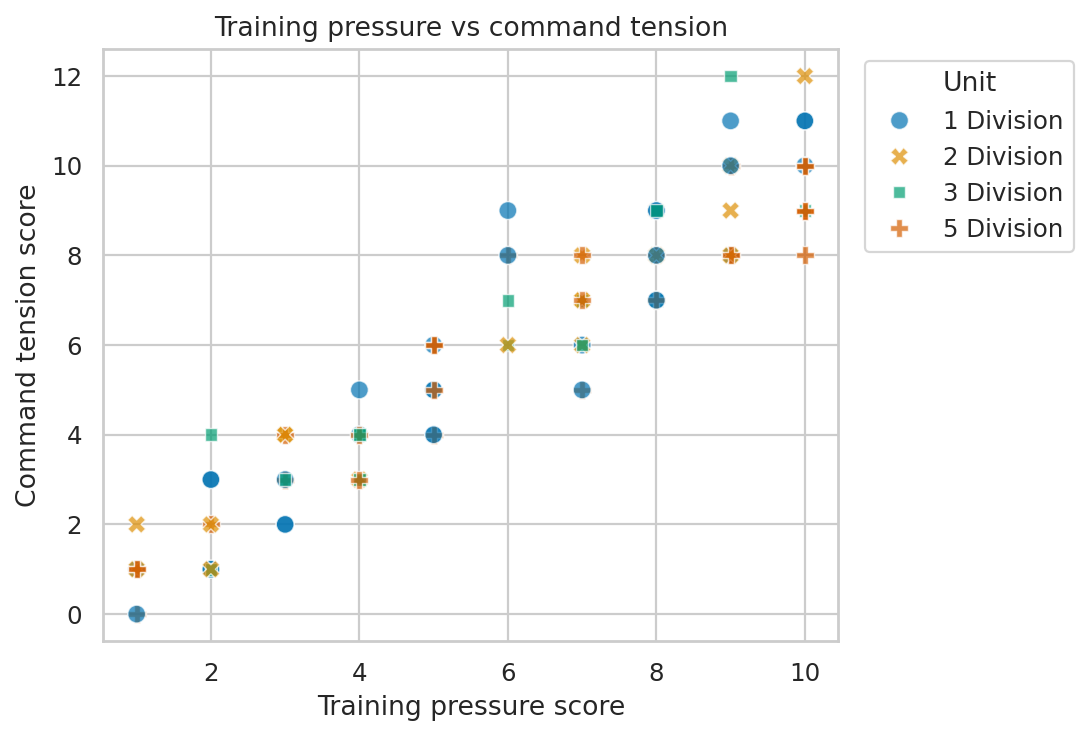 Training pressure vs command tension
Command tension score
12
10
8
6
4
2
0
2
4
6
8
10
Training pressure score
Unit
1 Division
2 Division
3 Division
5 Division